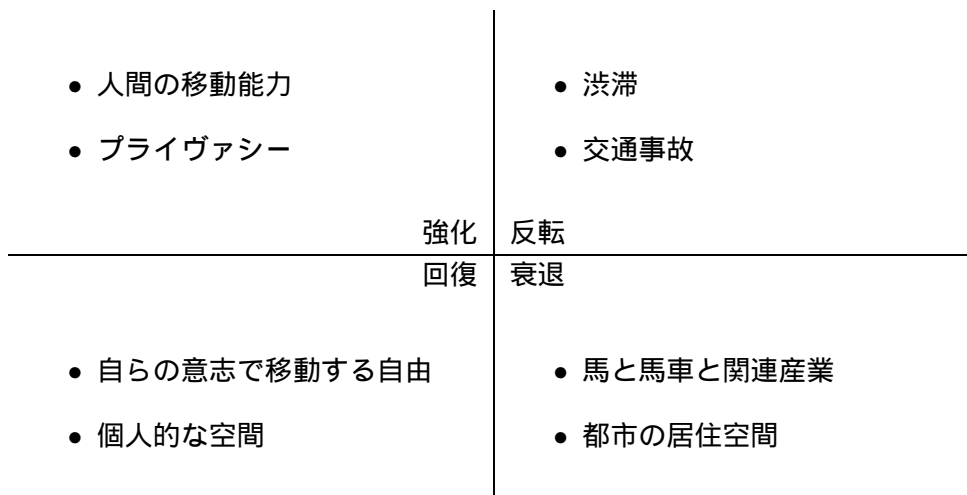 ● 人間の移動能力
● プライヴァシー
● 渋滞
● 交通事故
強化
反転
回復
衰退
● 自らの意志で移動する自由
● 個人的な空間
● 馬と馬車と関連産業
● 都市の居住空間